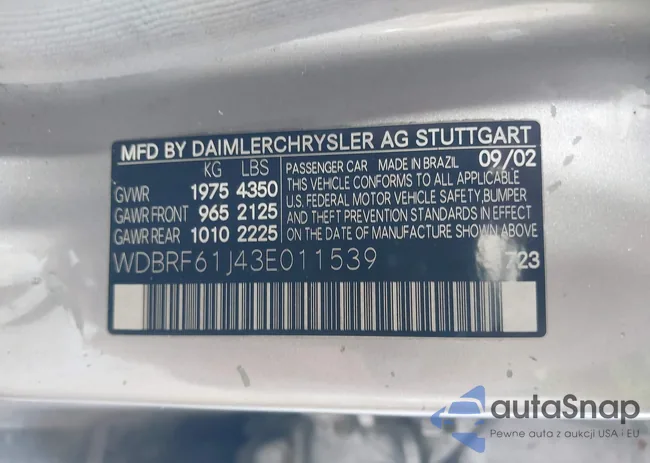 MFD BY DAIMLERCHRYSLER AG STUTTGART
KG LBS
GVWR 1975 4350
GAWR FRONT 965 2125
GAWR REAR 1010 2225
PASSENGER CAR MADE IN BRAZIL 09/02
THIS VEHICLE CONFORMS TO ALL APPLICABLE
U.S. FEDERAL MOTOR VEHICLE SAFETY, BUMPER
AND THEFT PREVENTION STANDARDS IN EFFECT
ON THE DATE OF MANUFACTURE SHOWN ABOVE
WDBRF61J43E011539 723
autaSnap
Pewne auta z aukcji USA i EU